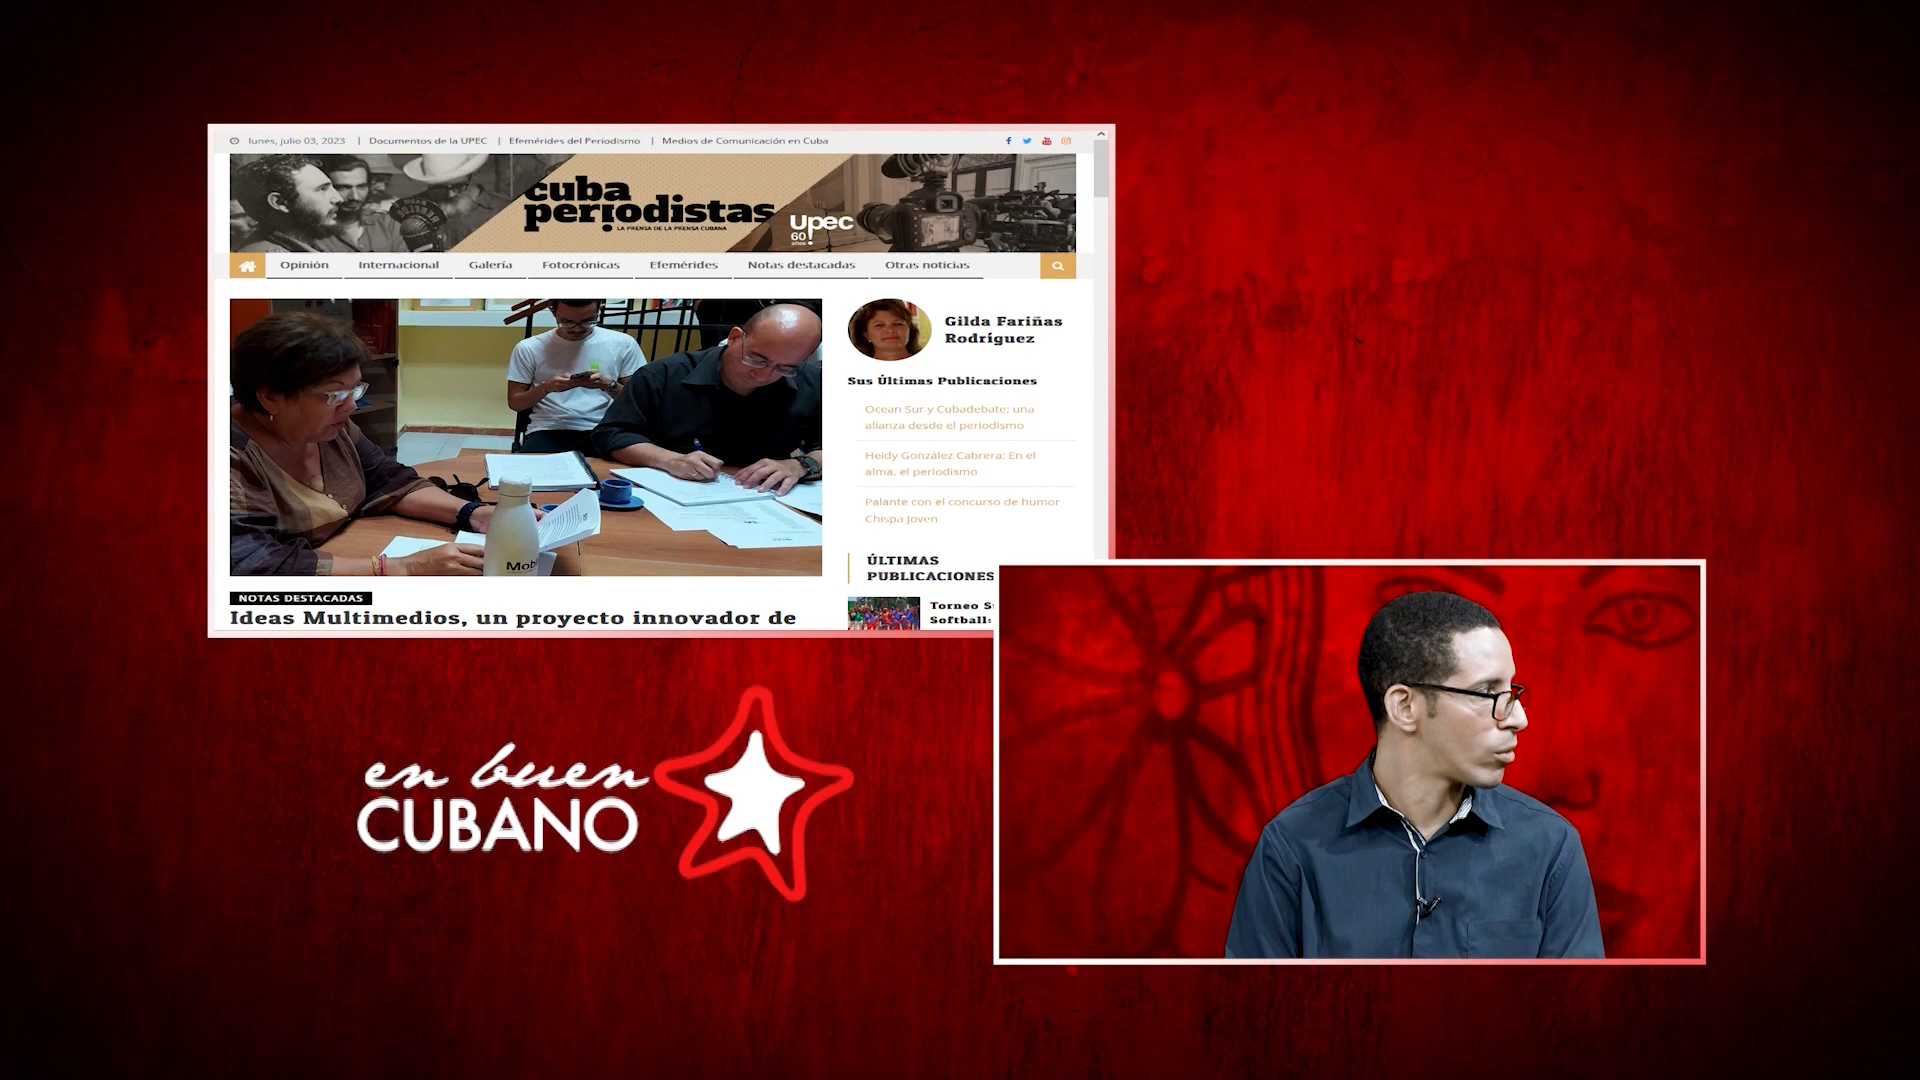 lunes, julio 03, 2023 | Documentos de la UPEC | Efemérides del Periodismo | Medios de Comunicación en Cuba
cuba
periodistas
LA PRENSA DE LA PRENSA CUBANA
Upec
60
años
Opinión Internacional Galería Fotocrónicas Efemérides Notas destacadas Otras noticias
Gilda Fariñas
Rodríguez
Sus Últimas Publicaciones
Ocean Sur y Cubadebate: una
alianza desde el periodismo
Heidy González Cabrera: En el
alma, el periodismo
Palante con el concurso de humor
Chispa Joven
ÚLTIMAS
PUBLICACIONES
Torneo S
Softball:
Mob
NOTAS DESTACADAS
Ideas Multimedios, un proyecto innovador de
en buen
CUBANO